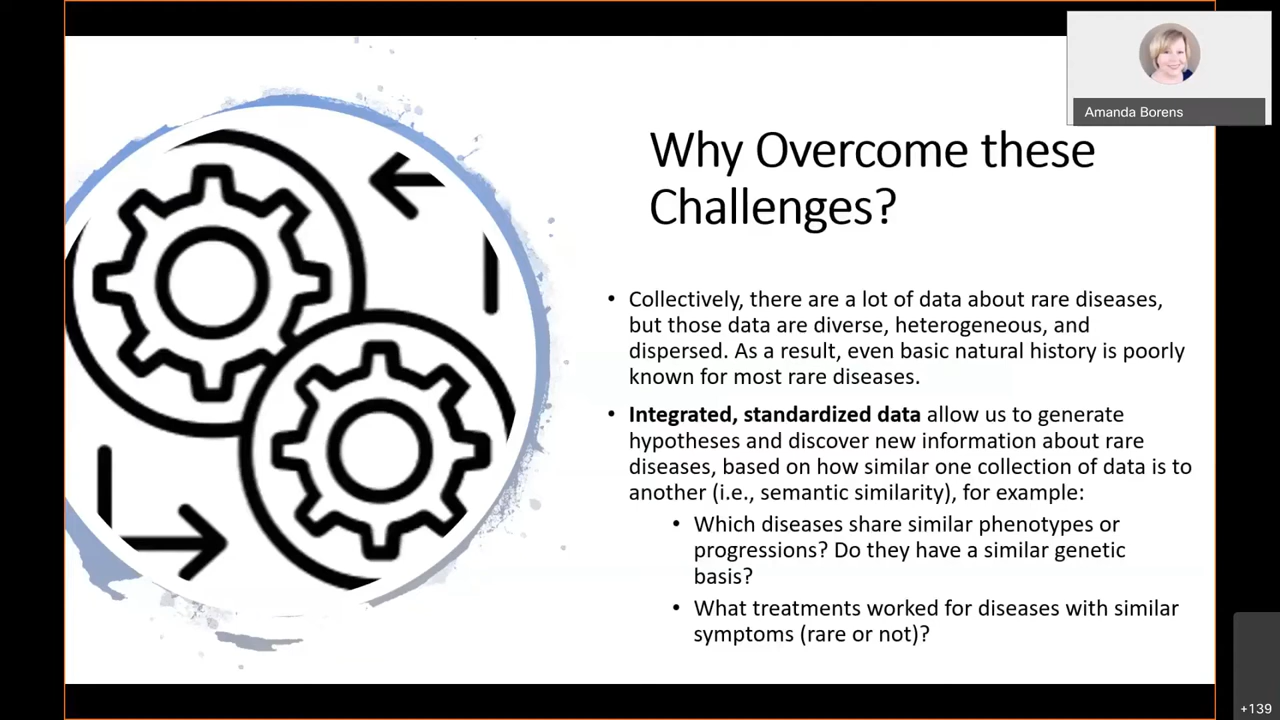 Amanda Borens
Why Overcome these
Challenges?
• Collectively, there are a lot of data about rare diseases,
but those data are diverse, heterogeneous, and
dispersed. As a result, even basic natural history is poorly
known for most rare diseases.
• Integrated, standardized data allow us to generate
hypotheses and discover new information about rare
diseases, based on how similar one collection of data is to
another (i.e., semantic similarity), for example:
• Which diseases share similar phenotypes or
progressions? Do they have a similar genetic
basis?
• What treatments worked for diseases with similar
symptoms (rare or not)?
+139